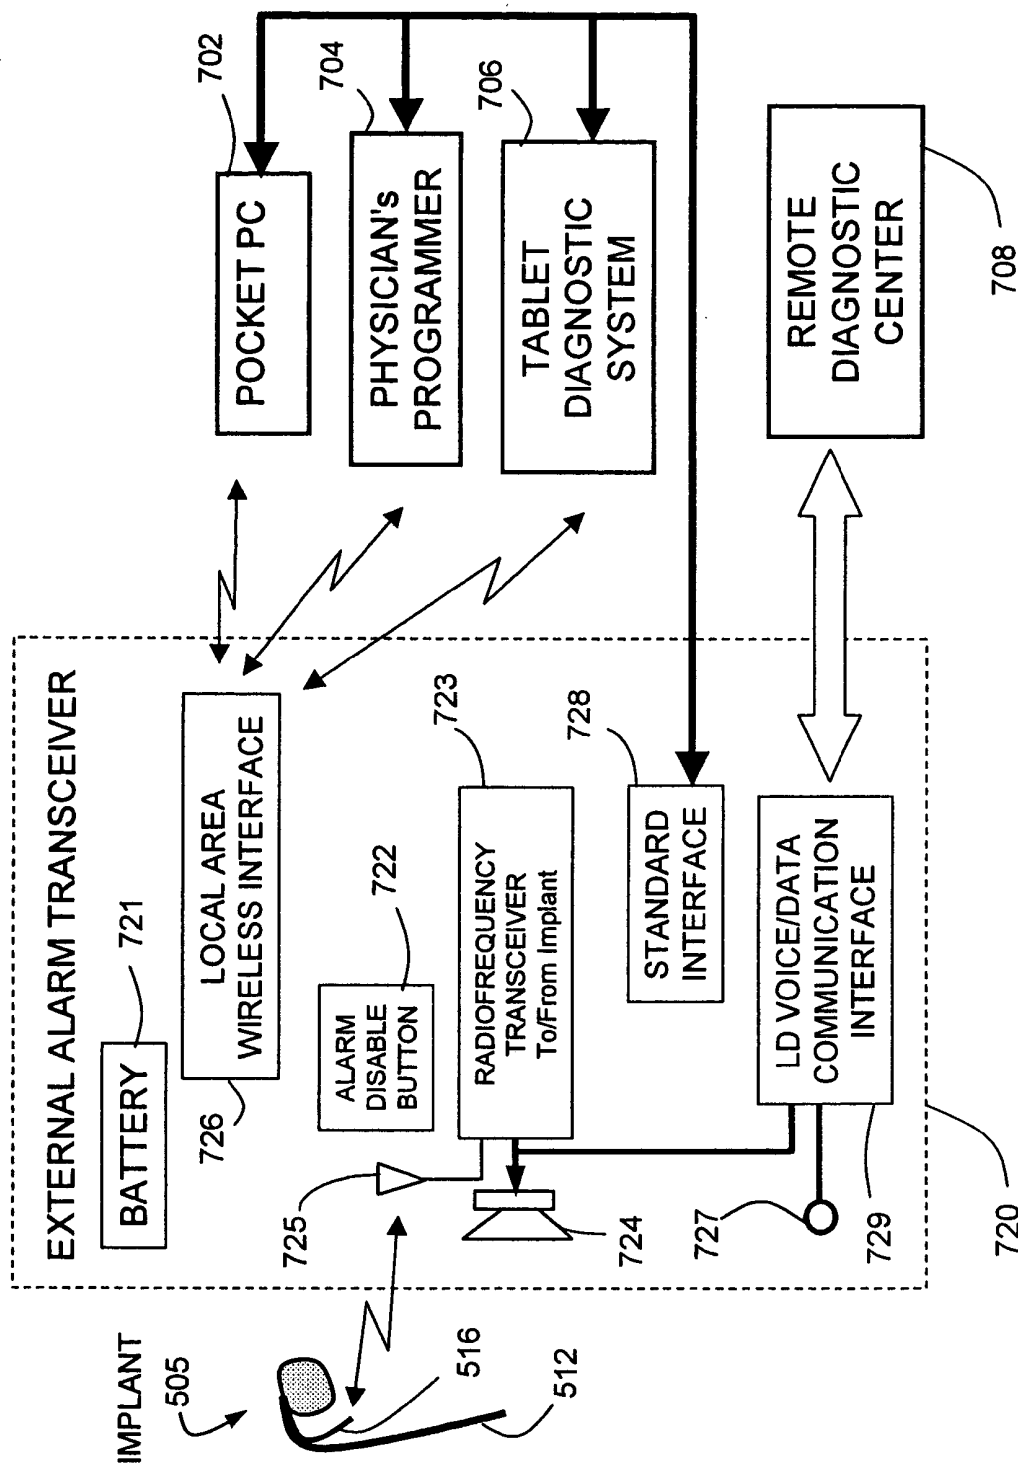 IMPLANT
505
516
512
EXTERNAL ALARM TRANSCEIVER
BATTERY
721
LOCAL AREA
WIRELESS INTERFACE
726
ALARM
DISABLE
BUTTON
722
725
RADIOFREQUENCY
TRANSCEIVER
To/From Implant
723
724
STANDARD
INTERFACE
728
727
LD VOICE/DATA
COMMUNICATION
INTERFACE
729
720
POCKET PC
702
PHYSICIAN's
PROGRAMMER
704
TABLET
DIAGNOSTIC
SYSTEM
706
REMOTE
DIAGNOSTIC
CENTER
708